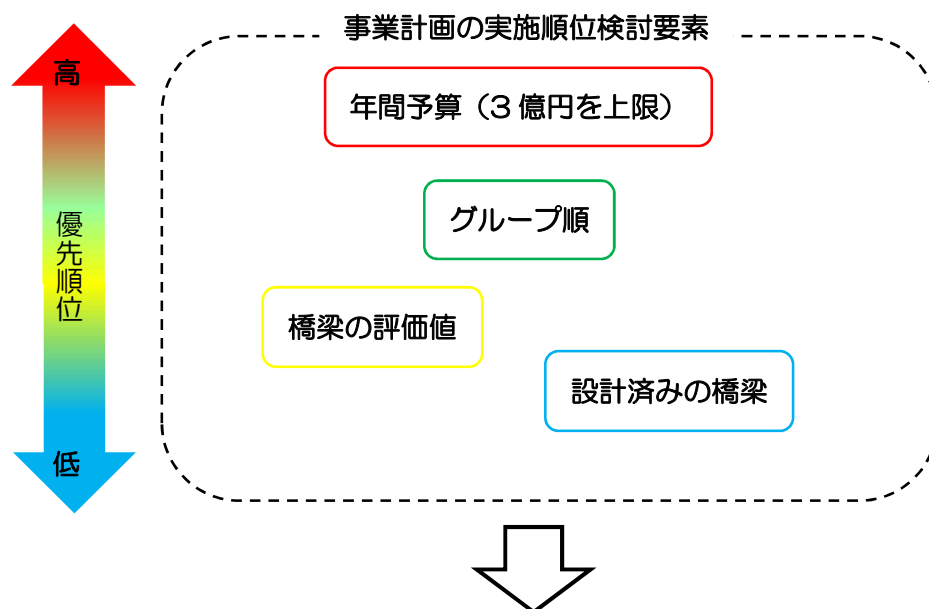 事業計画の実施順位検討要素
高
年間予算（3億円を上限）
グループ順
優先順位
橋梁の評価値
設計済みの橋梁
低